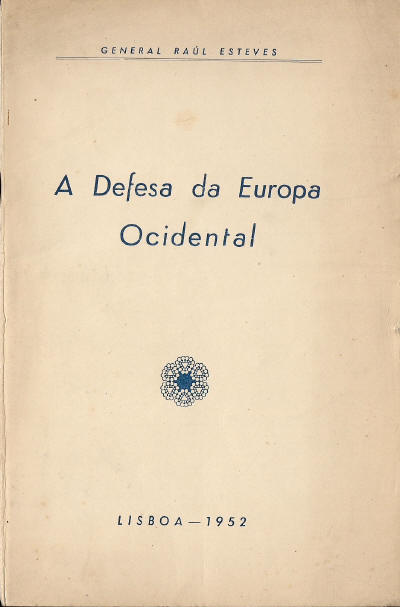 GENERAL RAÚL ESTEVES
A Defesa da Europa
Ocidental
LISBOA — 1952